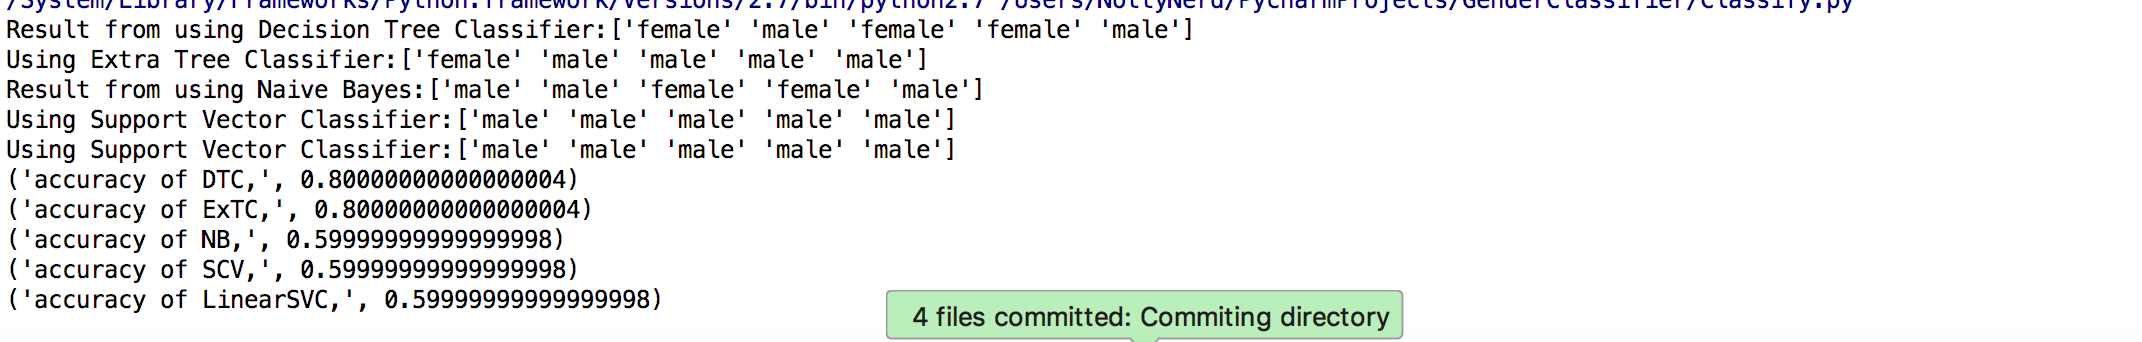 /System/Library/Frameworks/Python.framework/Versions/2.7/bin/python2.7 /Users/NollyNerd/PycharmProjects/GenderClassifier/Classify.py
Result from using Decision Tree Classifier:['female' 'male' 'female' 'female' 'male']
Using Extra Tree Classifier:['female' 'male' 'male' 'male' 'male']
Result from using Naive Bayes:['male' 'male' 'female' 'female' 'male']
Using Support Vector Classifier:['male' 'male' 'male' 'male' 'male']
Using Support Vector Classifier:['male' 'male' 'male' 'male' 'male']
('accuracy of DTC,', 0.80000000000000004)
('accuracy of ExTC,', 0.80000000000000004)
('accuracy of NB,', 0.59999999999999998)
('accuracy of SCV,', 0.59999999999999998)
('accuracy of LinearSVC,', 0.59999999999999998)
4 files committed: Commiting directory